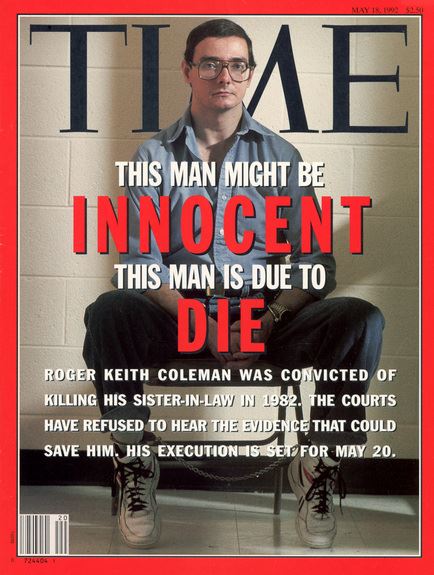 MAY 18, 1992 $2.50
TIME
THIS MAN MIGHT BE
INNOCENT
THIS MAN IS DUE TO
DIE
ROGER KEITH COLEMAN WAS CONVICTED OF
KILLING HIS SISTER-IN-LAW IN 1982. THE COURTS
HAVE REFUSED TO HEAR THE EVIDENCE THAT COULD
SAVE HIM. HIS EXECUTION IS SET FOR MAY 20.
20
0 724404 1